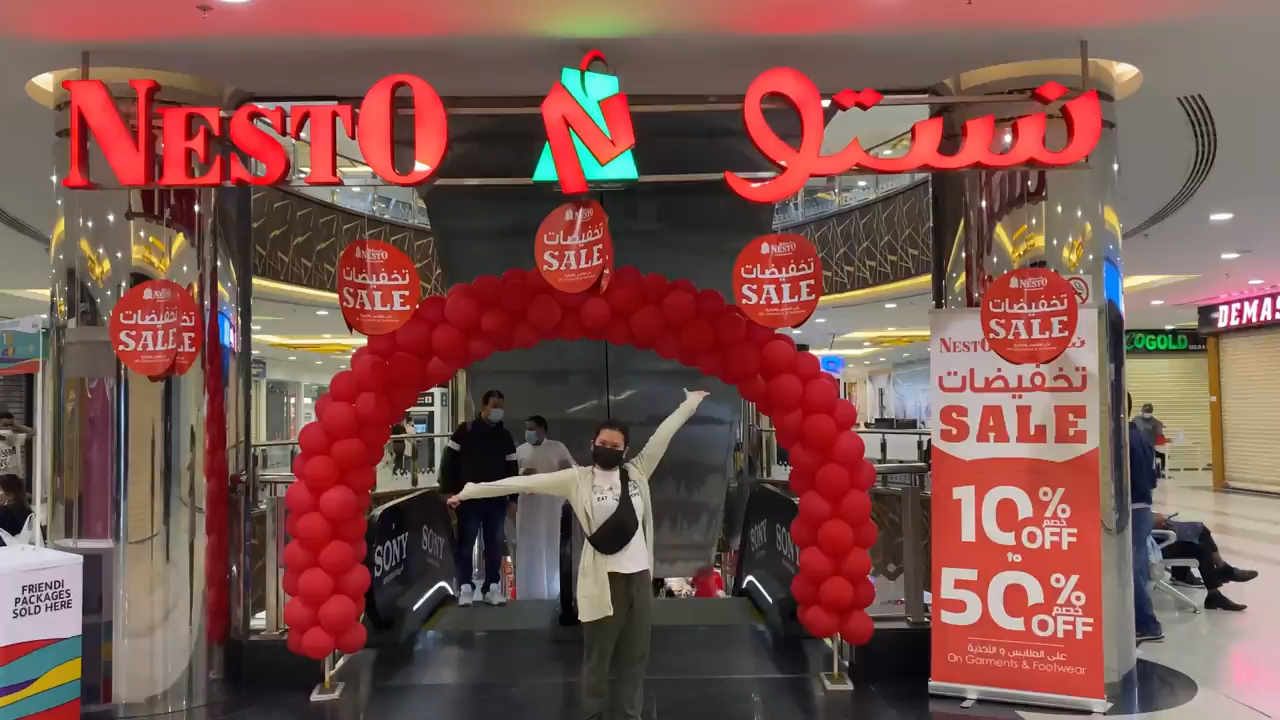 NESTO
N
نستو
NESTO
تخفيضات
SALE
NESTO
تخفيضات
SALE
NESTO
تخفيضات
SALE
NESTO
تخفيضات
SALE
NESTO
تخفيضات
SALE
NESTO
تخفيضات
SALE
10% خصم
OFF
to
50% خصم
OFF
على الملابس و الأحذية
On Garments & Footwear
GOLD
SONY
SONY
SONY
SONY
EAT
FRIENDI
PACKAGES
SOLD HERE